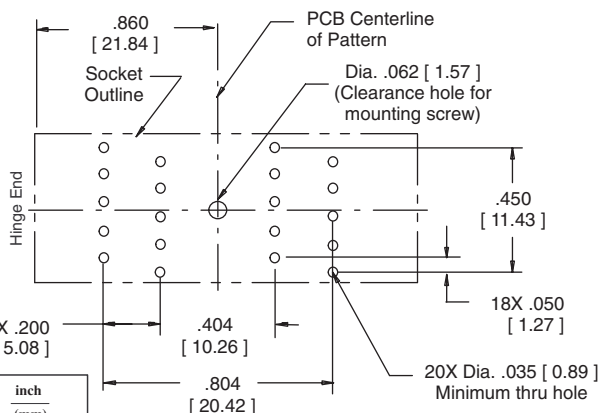 .860
[ 21.84 ]
PCB Centerline
of Pattern
Socket
Outline
Dia. .062 [ 1.57 ]
(Clearance hole for
mounting screw)
Hinge End
.450
[ 11.43 ]
18X .050
[ 1.27 ]
X .200
5.08 ]
.404
[ 10.26 ]
.804
[ 20.42 ]
20X Dia. .035 [ 0.89 ]
Minimum thru hole
inch
(mm)